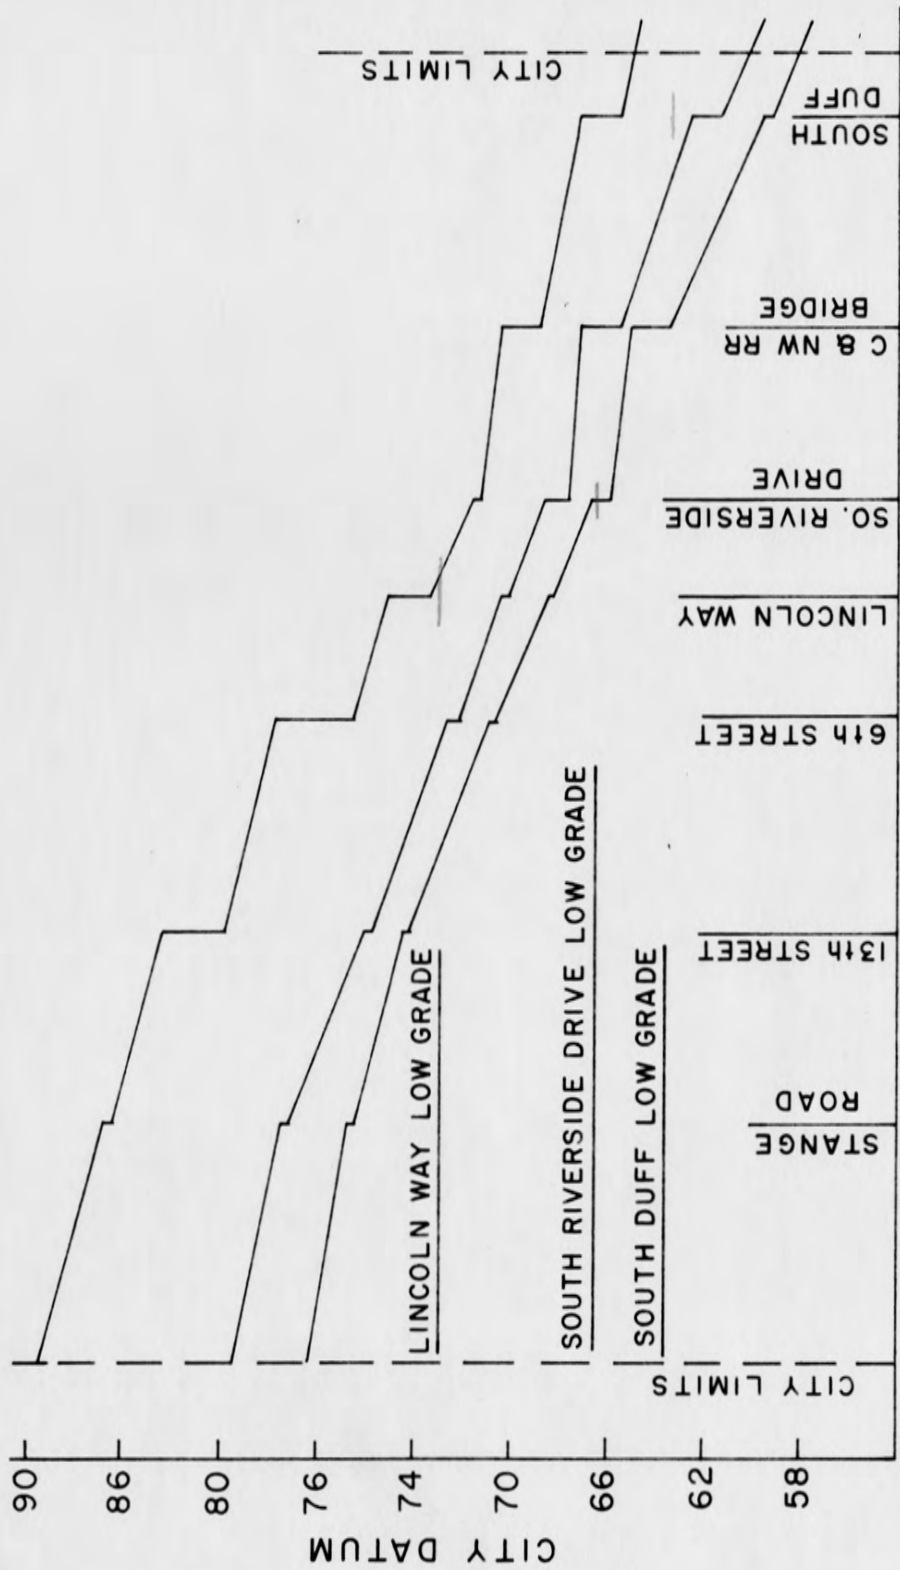 CITY DATUM
90
86
80
76
74
70
66
62
58
CITY LIMITS
LINCOLN WAY LOW GRADE
SOUTH RIVERSIDE DRIVE LOW GRADE
SOUTH DUFF LOW GRADE
STANGE
ROAD
13th STREET
6th STREET
LINCOLN WAY
SO. RIVERSIDE
DRIVE
C & NW RR
BRIDGE
SOUTH
DUFF
CITY LIMITS